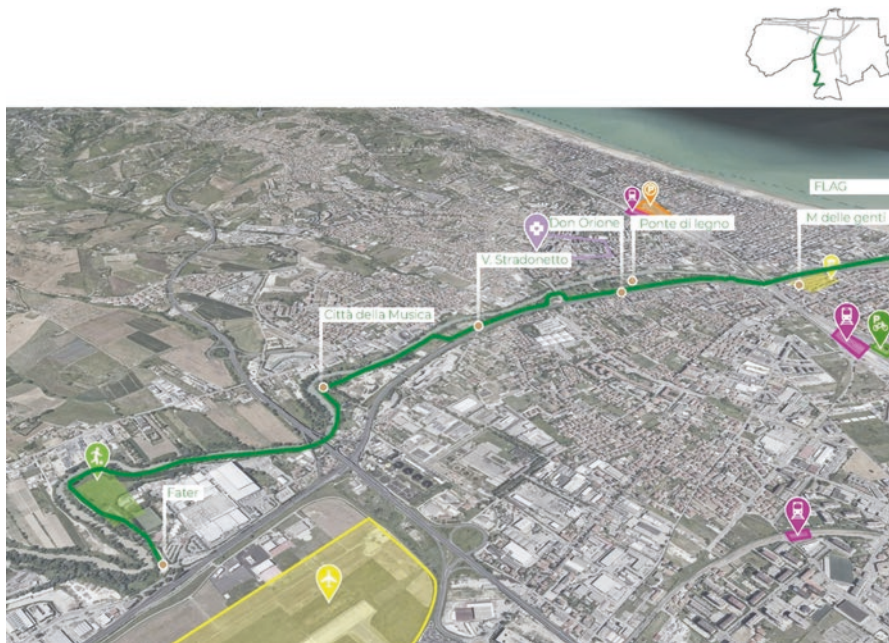 FLAG
M delle genti
Don Orione
Ponte di legno
V. Stradonetto
Città della Musica
Fater
P
P